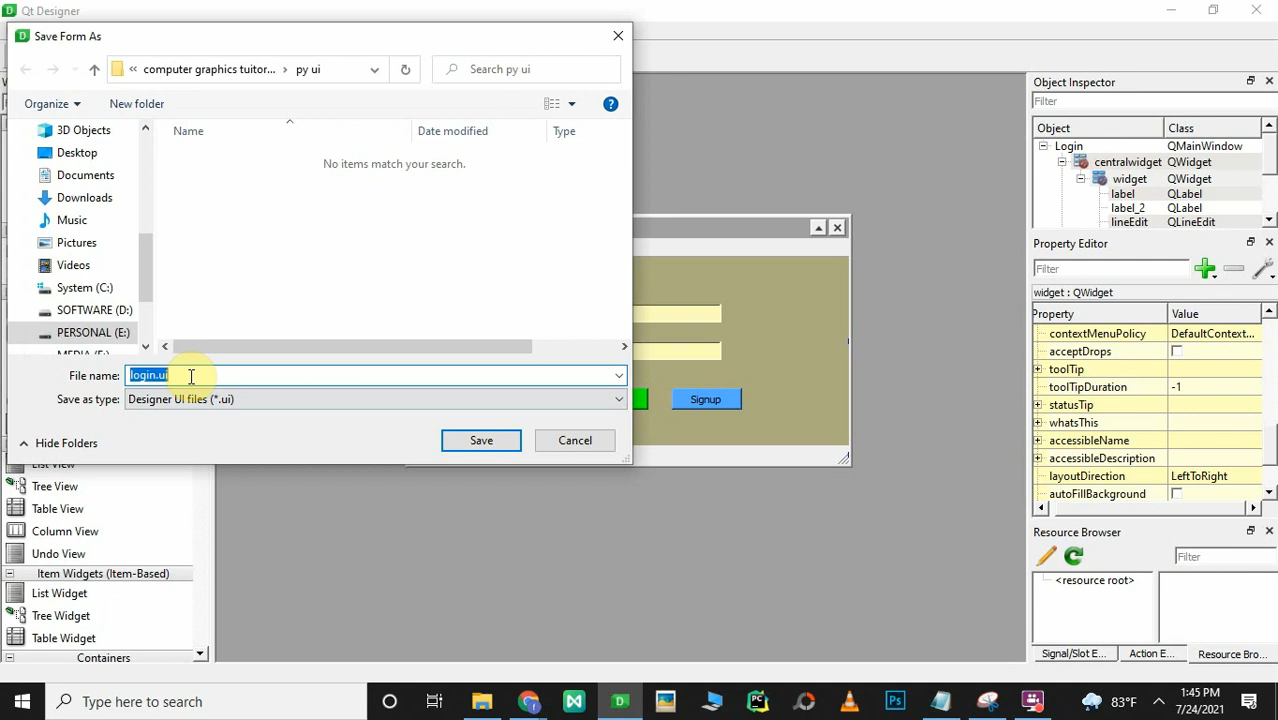 Qt Designer
Save Form As
computer graphics tuitor... > py ui
Search py ui
Organize
New folder
3D Objects
Desktop
Documents
Downloads
Music
Pictures
Videos
System (C:)
SOFTWARE (D:)
PERSONAL (E:)
Name
Date modified
Type
No items match your search.
File name: login.ui
Save as type: Designer UI files (*.ui)
Hide Folders
Save
Cancel
Signup
List View
Tree View
Table View
Column View
Undo View
Item Widgets (Item-Based)
List Widget
Tree Widget
Table Widget
Containers
Object Inspector
Filter
Object Class
Login QMainWindow
centralwidget QWidget
widget QWidget
label QLabel
label_2 QLabel
lineEdit QLineEdit
Property Editor
Filter
widget : QWidget
Property Value
contextMenuPolicy DefaultContext...
acceptDrops
toolTip
toolTipDuration -1
statusTip
whatsThis
accessibleName
accessibleDescription
layoutDirection LeftToRight
autoFillBackground
Resource Browser
Filter
<resource root>
Signal/Slot E... Action E... Resource Bro...
Type here to search
83°F
1:45 PM
7/24/2021